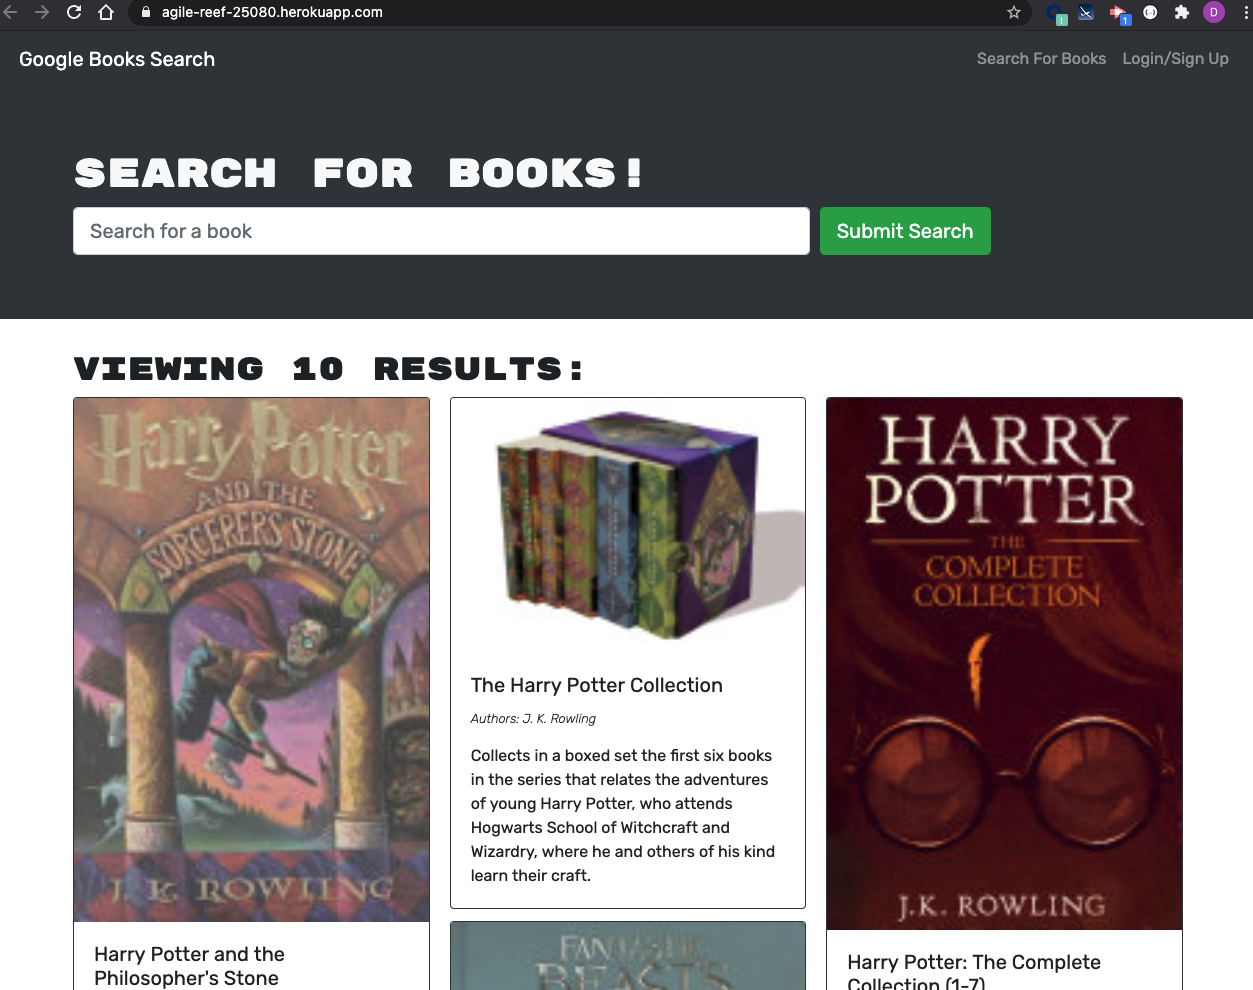 agile-reef-25080.herokuapp.com
1
D
Google Books Search
Search For Books
Login/Sign Up
SEARCH FOR BOOKS!
Search for a book
Submit Search
VIEWING 10 RESULTS:
Harry Potter
AND THE
SORCERER'S STONE
J. K. ROWLING
Harry Potter and the
Philosopher's Stone
The Harry Potter Collection
Authors: J. K. Rowling
Collects in a boxed set the first six books
in the series that relates the adventures
of young Harry Potter, who attends
Hogwarts School of Witchcraft and
Wizardry, where he and others of his kind
learn their craft.
FANTASTIC
BEASTS
HARRY
POTTER
THE
COMPLETE
COLLECTION
J.K. ROWLING
Harry Potter: The Complete
Collection (1-7)